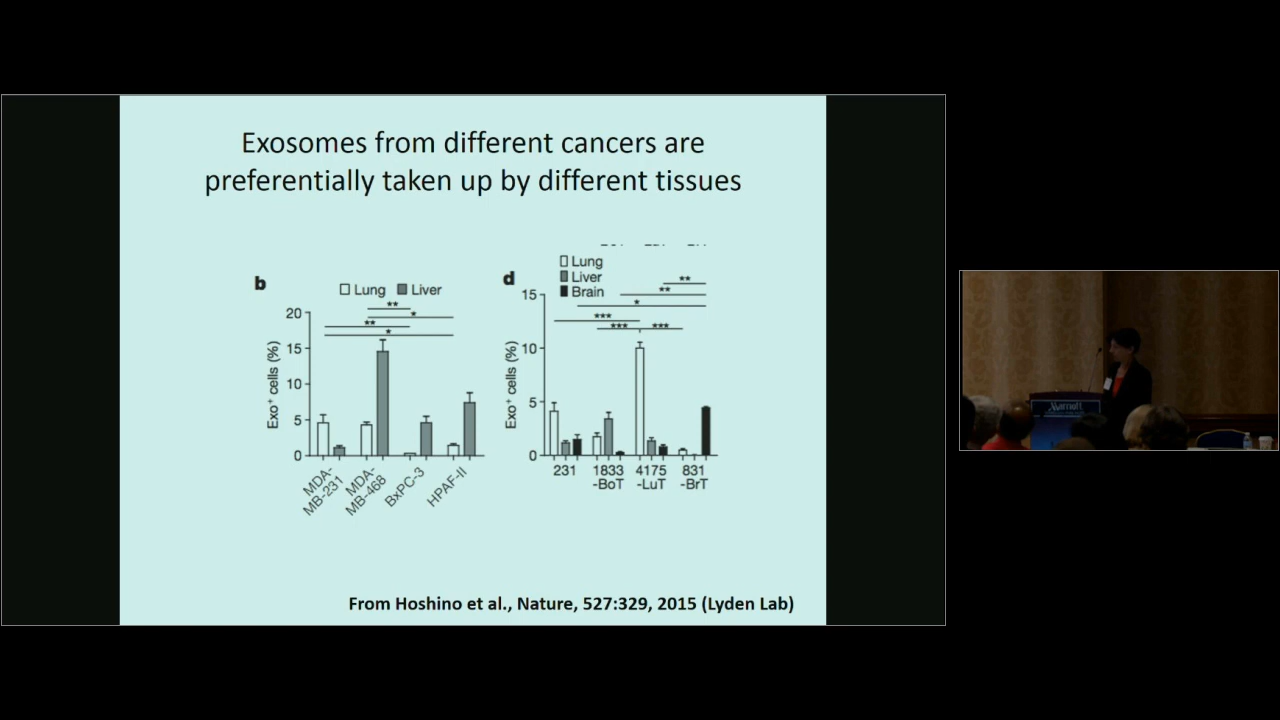 Exosomes from different cancers are
preferentially taken up by different tissues
b
Lung Liver
** 
*
**
*
20
15
10
5
0
Exo+ cells (%)
MDA-
MB-231
MDA-
MB-468
BxPC-3
HPAF-II
d
Lung
Liver
Brain
**
**
*
***
*** ***
15
10
5
0
Exo+ cells (%)
231
1833
-BoT
4175
-LuT
831
-BrT
From Hoshino et al., Nature, 527:329, 2015 (Lyden Lab)
Marriott